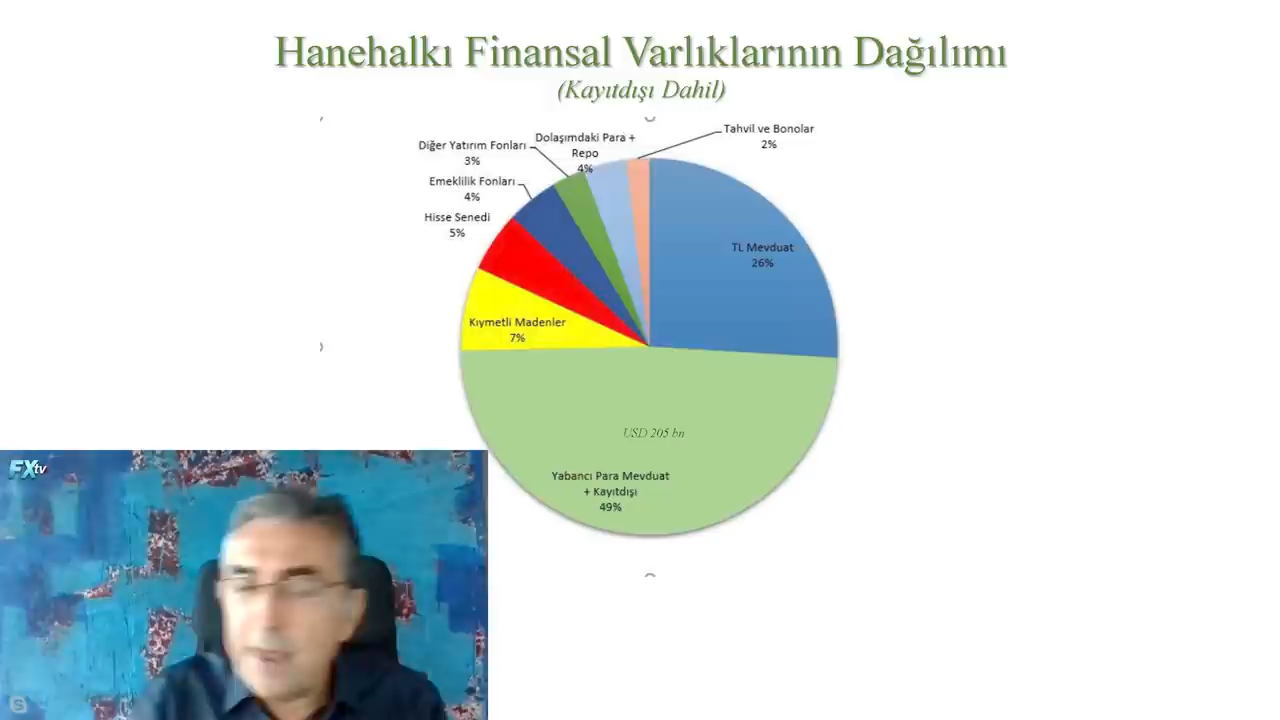 Hanehalkı Finansal Varlıklarının Dağılımı
(Kayıtdışı Dahil)
Tahvil ve Bonolar
2%
Dolaşımdaki Para +
Repo
4%
Diğer Yatırım Fonları
3%
Emeklilik Fonları
4%
Hisse Senedi
5%
TL Mevduat
26%
Kıymetli Madenler
7%
USD 205 bn
Yabancı Para Mevduat
+ Kayıtdışı
49%
FX tv